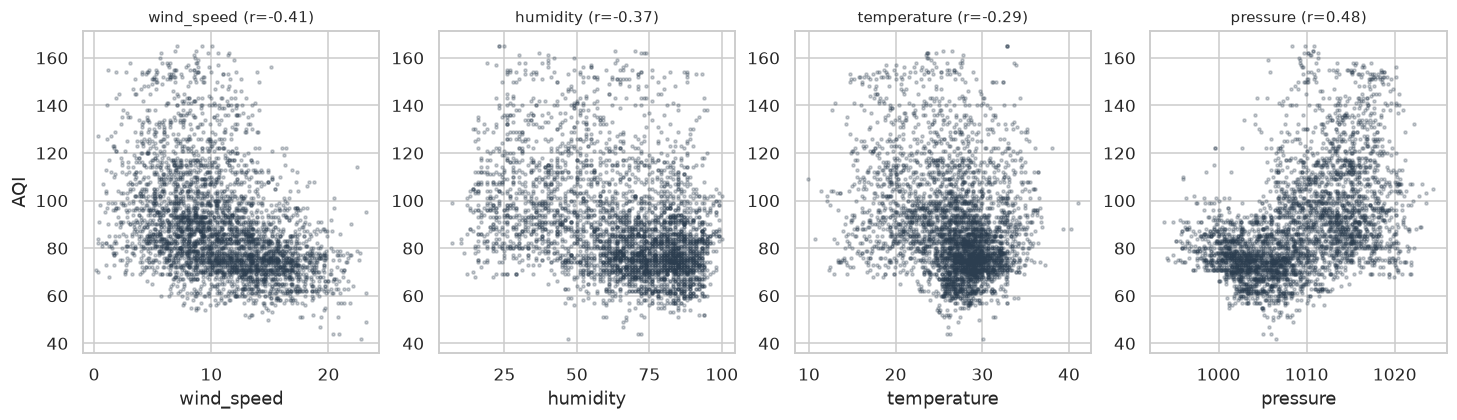 wind_speed (r=-0.41)
humidity (r=-0.37)
temperature (r=-0.29)
pressure (r=0.48)
AQI
160
140
120
100
80
60
40
0 10 20
wind_speed
160
140
120
100
80
60
40
25 50 75 100
humidity
160
140
120
100
80
60
40
10 20 30 40
temperature
160
140
120
100
80
60
40
1000 1010 1020
pressure